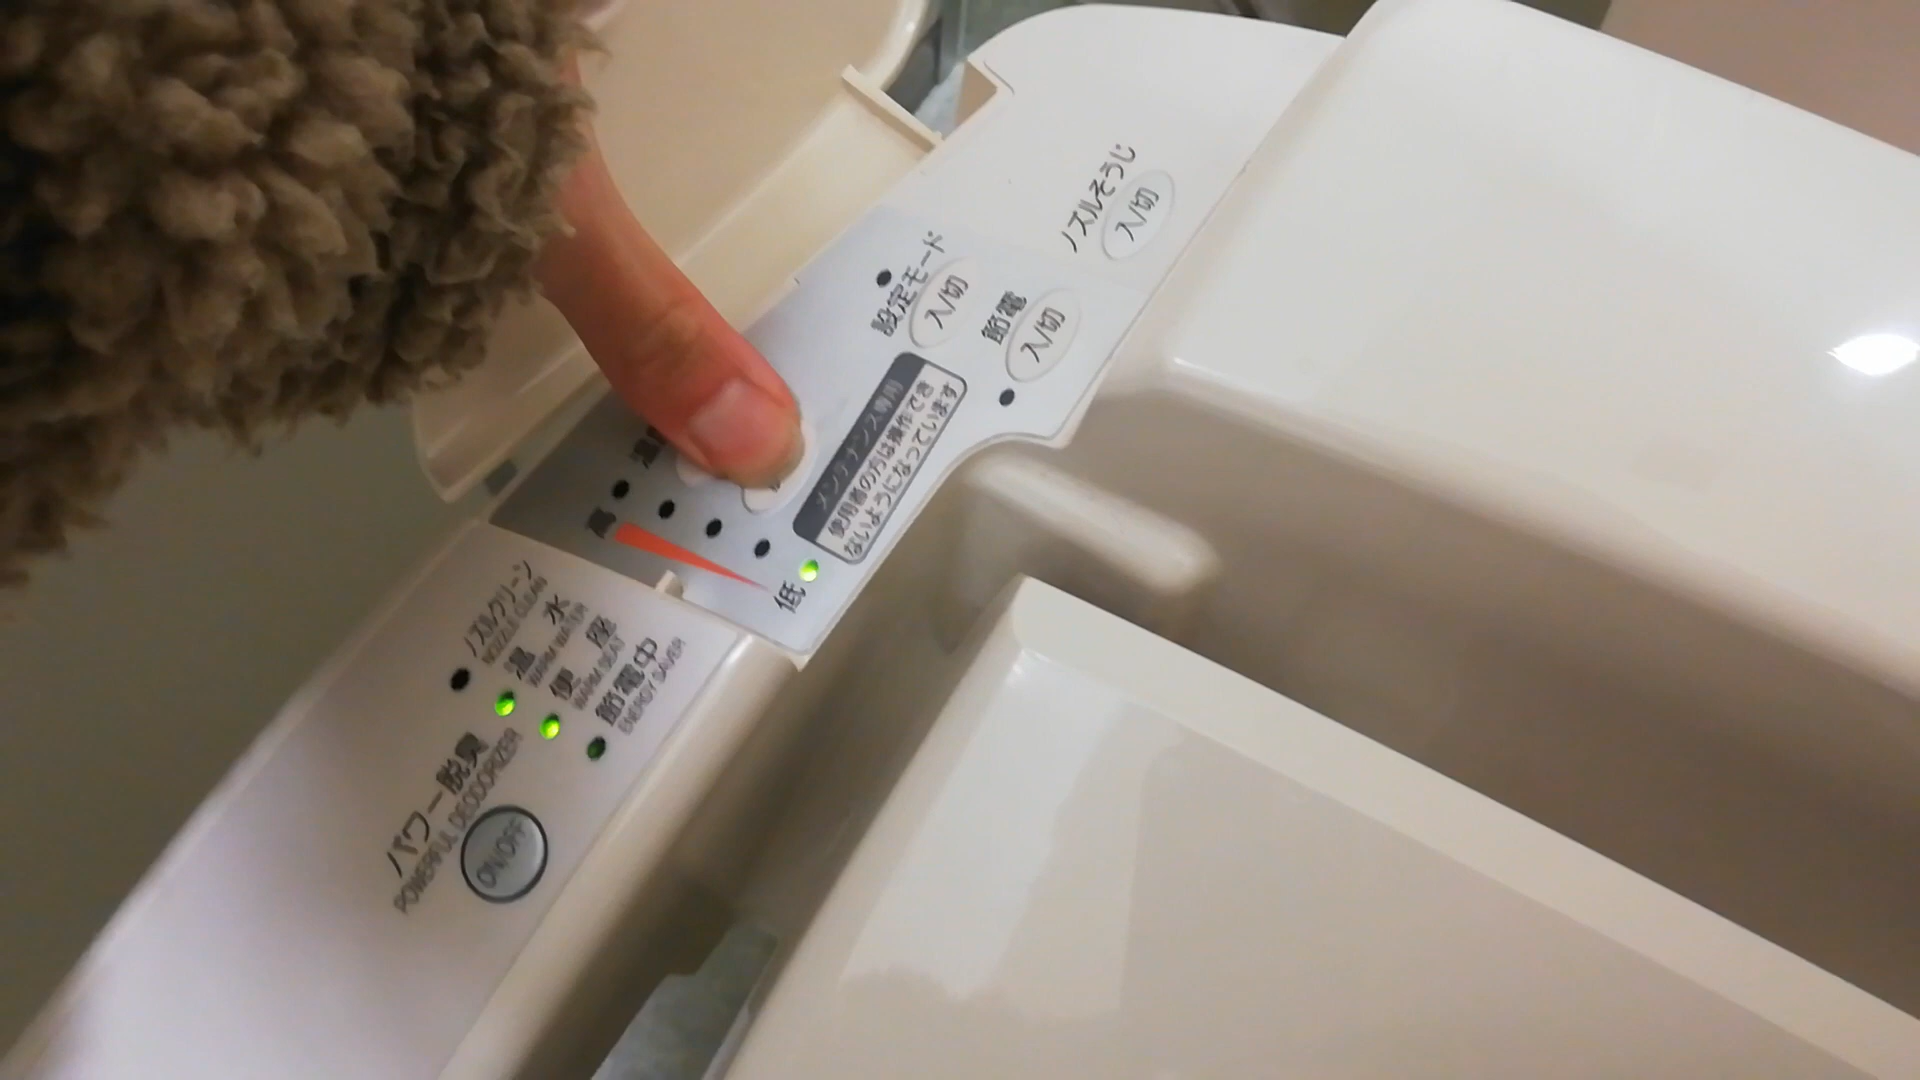 ノズルそうじ
入/切
設定モード
入/切
節電
入/切
メンテナンス専用
使用者の方は操作でき
ないようになっています
高
低
ノズルクリーン
NOZZLE CLEAN
温水
WARM WATER
便座
WARM SEAT
節電中
ENERGY SAVER
パワー脱臭
POWERFUL DEODORIZER
ON/OFF